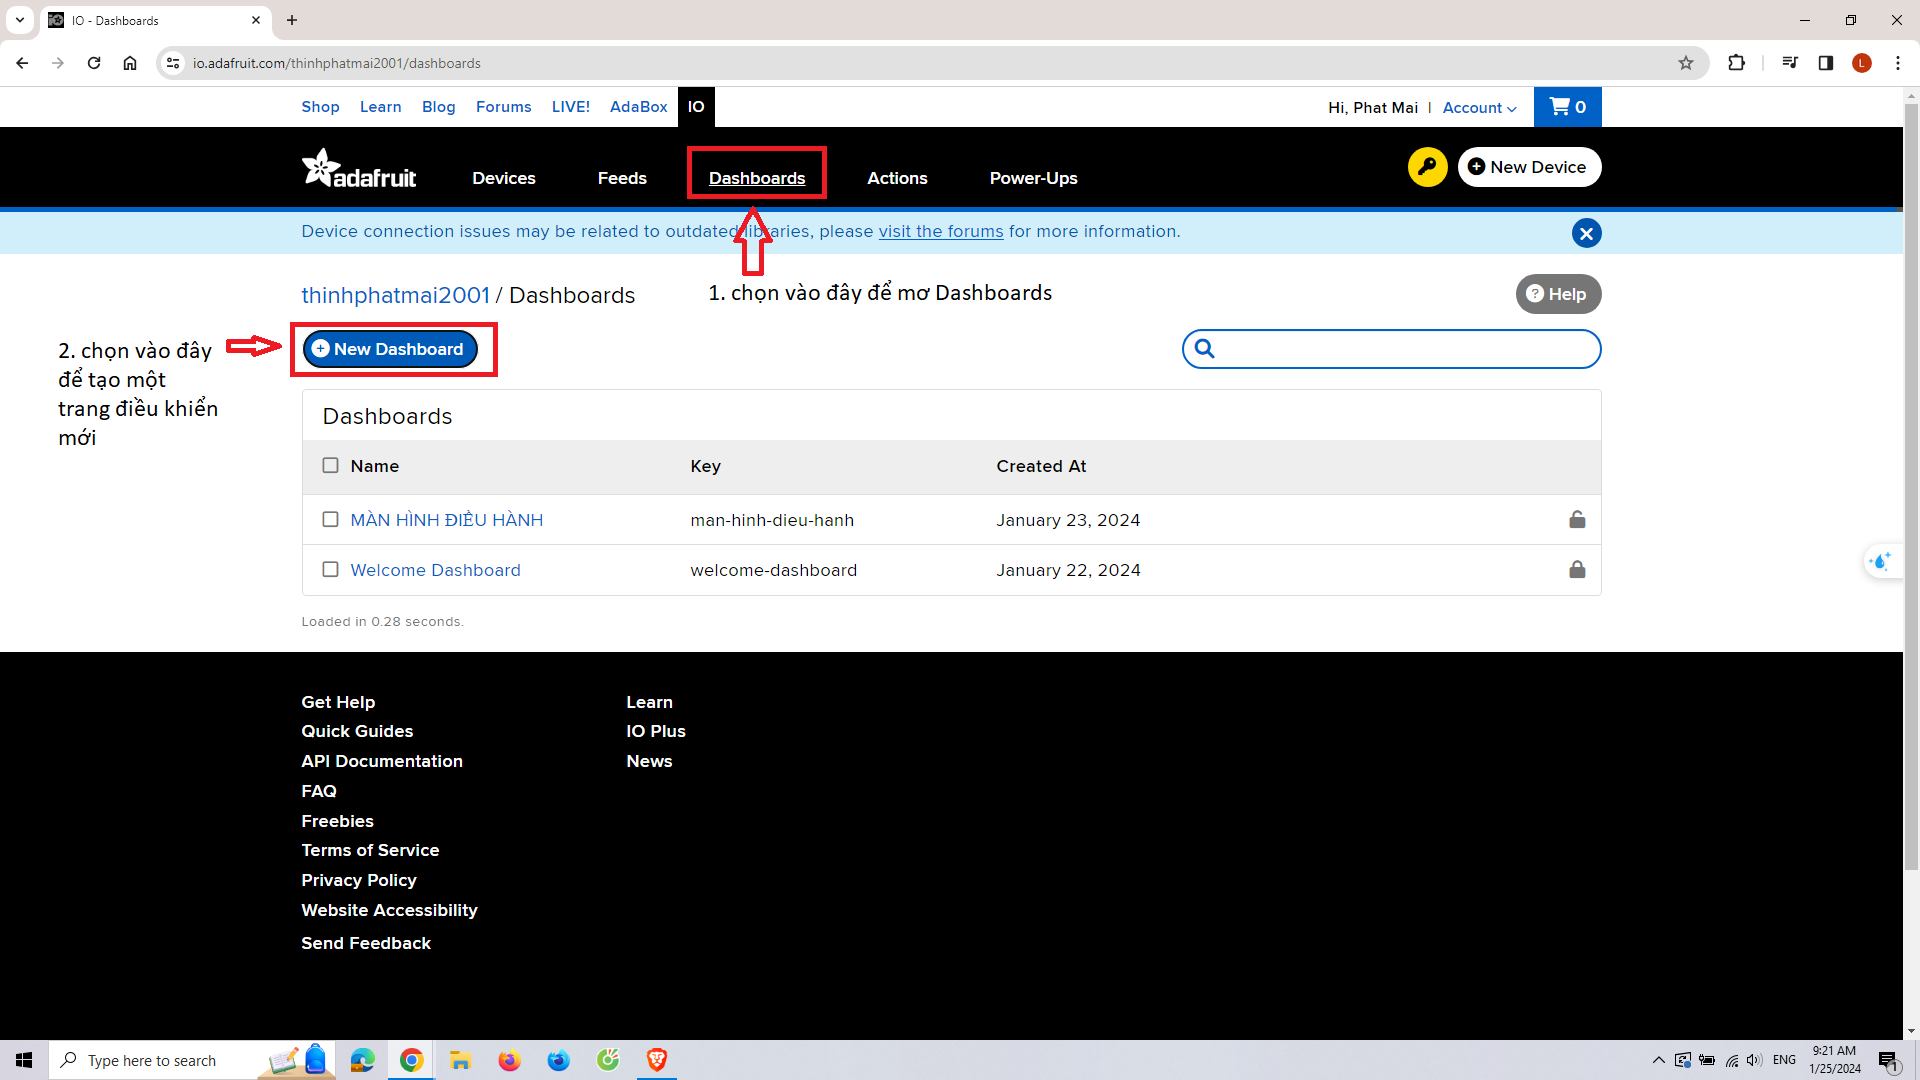 IO - Dashboards
io.adafruit.com/thinhphatmai2001/dashboards
L
Shop Learn Blog Forums LIVE! AdaBox IO
Hi, Phat Mai | Account 0
adafruit Devices Feeds Dashboards Actions Power-Ups New Device
Device connection issues may be related to outdated libraries, please visit the forums for more information.
thinhphatmai2001 / Dashboards
1. chọn vào đây để mơ Dashboards
Help
2. chọn vào đây
để tạo một
trang điều khiển
mới
New Dashboard
Dashboards
Name Key Created At
MÀN HÌNH ĐIỀU HÀNH man-hinh-dieu-hanh January 23, 2024
Welcome Dashboard welcome-dashboard January 22, 2024
Loaded in 0.28 seconds.
Get Help
Quick Guides
API Documentation
FAQ
Freebies
Terms of Service
Privacy Policy
Website Accessibility
Send Feedback
Learn
IO Plus
News
Type here to search
ENG
9:21 AM
1/25/2024
1